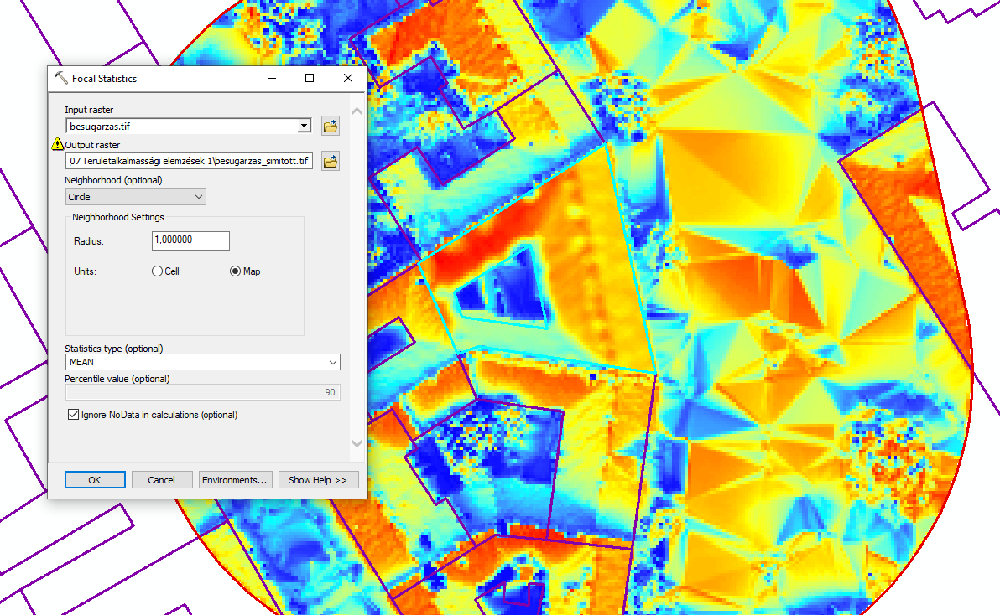 Focal Statistics
Input raster
besugarzas.tif
Output raster
07 Területalkalmassági elemzések 1\besugarzas_simitott.tif
Neighborhood (optional)
Circle
Neighborhood Settings
Radius: 1,000000
Units: Cell Map
Statistics type (optional)
MEAN
Percentile value (optional)
90
Ignore NoData in calculations (optional)
OK Cancel Environments... Show Help >>